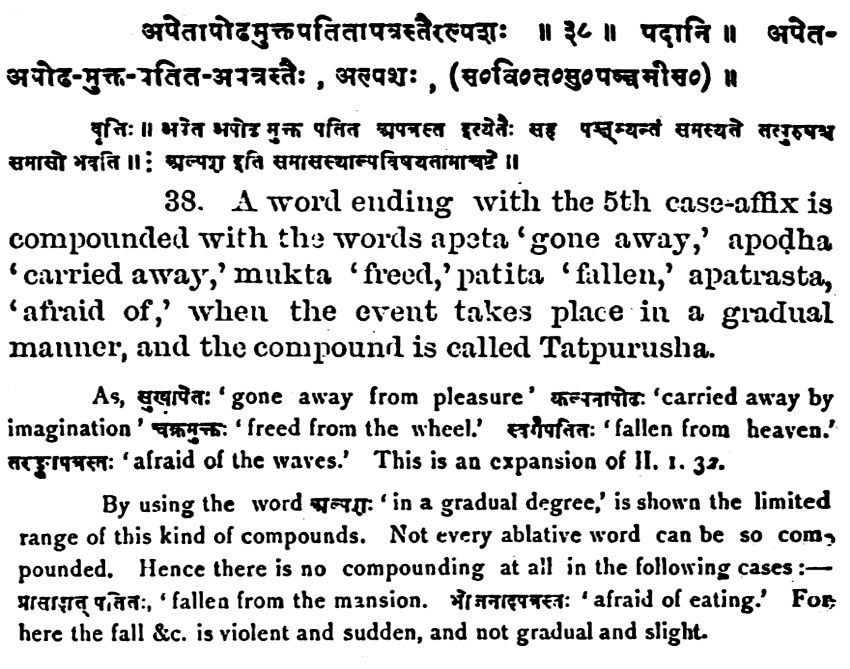 अपेतापोढमुक्तपतितापत्रस्तैरल्पशः ॥ ३८ ॥ पदानि ॥ अपेत-
अपोढ-मुक्त-पतित-अपत्रस्तैः , अल्पशः , (स०वि०त०सु०पञ्चमीस०) ॥
वृत्तिः ॥ अपेत अपोढ मुक्त पतित अपत्रस्त इत्येतैः सह पञ्चम्यन्तं समस्यते तत्पुरुषश्च
समासो भवति ॥ : अल्पश इति समासस्याल्पविषयतामाचष्टे ॥
38. A word ending with the 5th case-affix is
compounded with the words apeta 'gone away,' apoḍha
'carried away,' mukta 'freed,' patita 'fallen,' apatrasta,
'afraid of,' when the event takes place in a gradual
manner, and the compound is called Tatpurusha.
As, सुखापेतः 'gone away from pleasure' कल्पनापोढः 'carried away by
imagination' चक्रमुक्तः 'freed from the wheel.' स्वर्गपतितः 'fallen from heaven.'
तरङ्गापत्रस्तः 'afraid of the waves.' This is an expansion of II. 1. 32.
By using the word अल्पशः 'in a gradual degree,' is shown the limited
range of this kind of compounds. Not every ablative word can be so com-
pounded. Hence there is no compounding at all in the following cases :—
प्रासादात् पतितः, 'fallen from the mansion. भोजनादपत्रस्तः 'afraid of eating.' For
here the fall &c. is violent and sudden, and not gradual and slight.